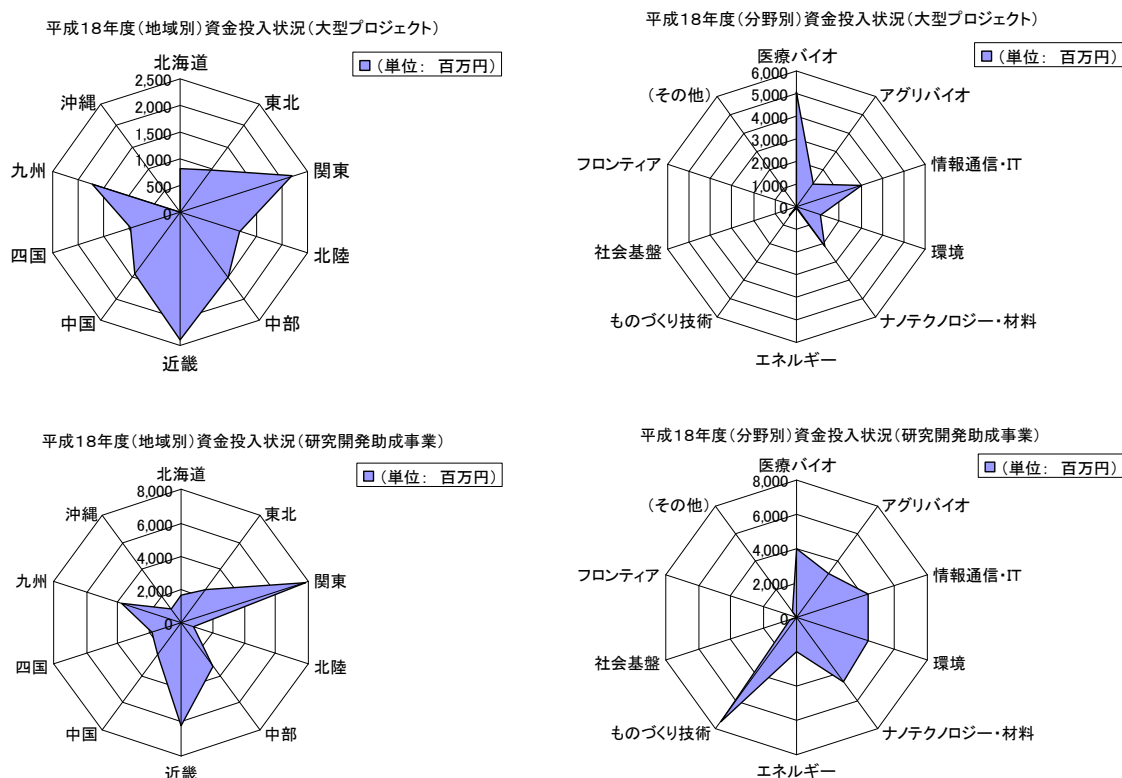 平成18年度(地域別)資金投入状況(大型プロジェクト)
(単位: 百万円)
北海道
東北
関東
北陸
中部
近畿
中国
四国
九州
沖縄
2,500
2,000
1,500
1,000
500
0
平成18年度(分野別)資金投入状況(大型プロジェクト)
(単位: 百万円)
医療バイオ
アグリバイオ
情報通信・IT
環境
ナノテクノロジー・材料
エネルギー
ものづくり技術
社会基盤
フロンティア
(その他)
6,000
5,000
4,000
3,000
2,000
1,000
0
平成18年度(地域別)資金投入状況(研究開発助成事業)
(単位: 百万円)
北海道
東北
関東
北陸
中部
近畿
中国
四国
九州
沖縄
8,000
6,000
4,000
2,000
0
平成18年度(分野別)資金投入状況(研究開発助成事業)
(単位: 百万円)
医療バイオ
アグリバイオ
情報通信・IT
環境
ナノテクノロジー・材料
エネルギー
ものづくり技術
社会基盤
フロンティア
(その他)
8,000
6,000
4,000
2,000
0